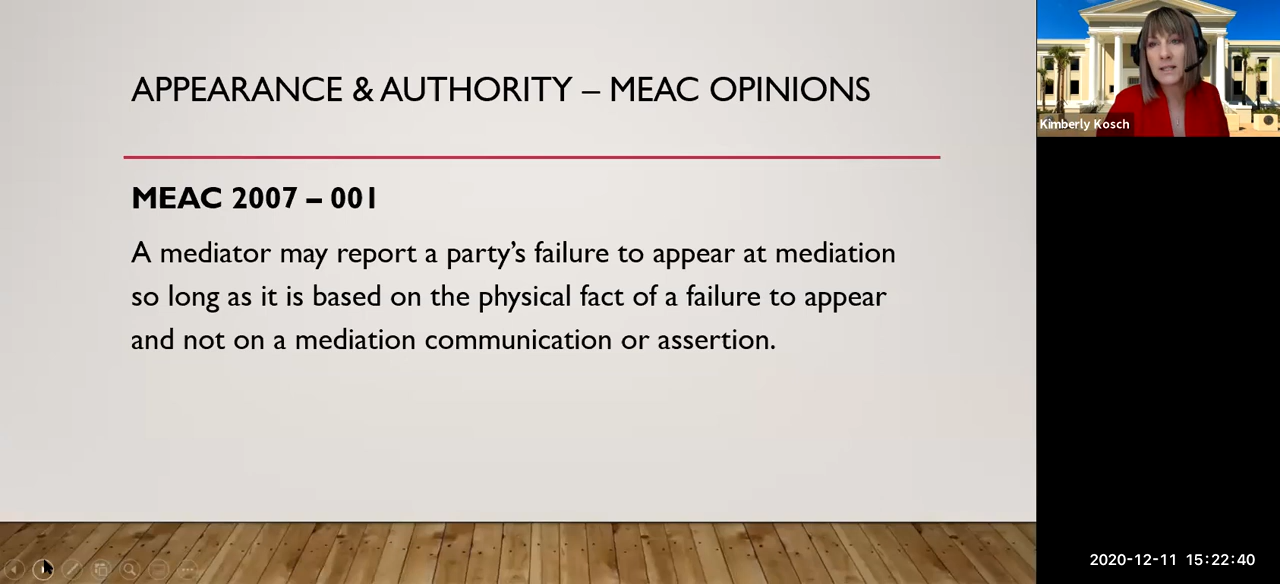 APPEARANCE & AUTHORITY – MEAC OPINIONS
MEAC 2007 – 001
A mediator may report a party’s failure to appear at mediation
so long as it is based on the physical fact of a failure to appear
and not on a mediation communication or assertion.
Kimberly Kosch
2020-12-11 15:22:40